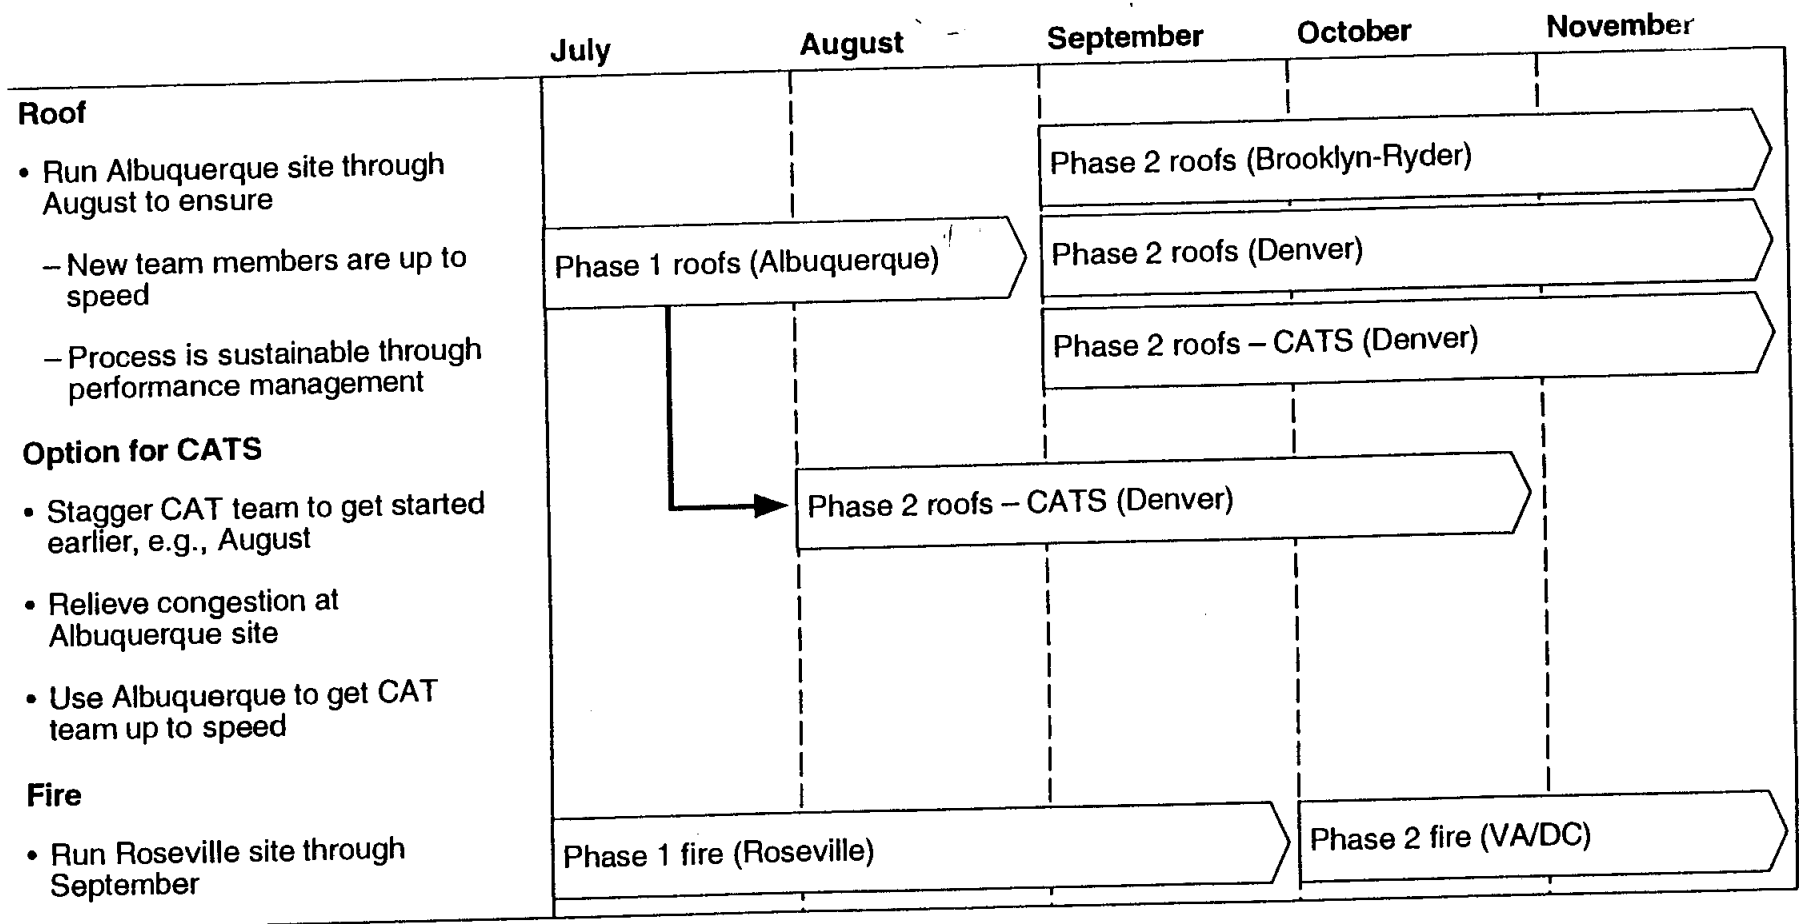 July August September October November
Roof
• Run Albuquerque site through
August to ensure
– New team members are up to
speed
– Process is sustainable through
performance management
Phase 1 roofs (Albuquerque)
Phase 2 roofs (Brooklyn-Ryder)
Phase 2 roofs (Denver)
Phase 2 roofs – CATS (Denver)
Option for CATS
• Stagger CAT team to get started
earlier, e.g., August
• Relieve congestion at
Albuquerque site
• Use Albuquerque to get CAT
team up to speed
Phase 2 roofs – CATS (Denver)
Fire
• Run Roseville site through
September
Phase 1 fire (Roseville)
Phase 2 fire (VA/DC)